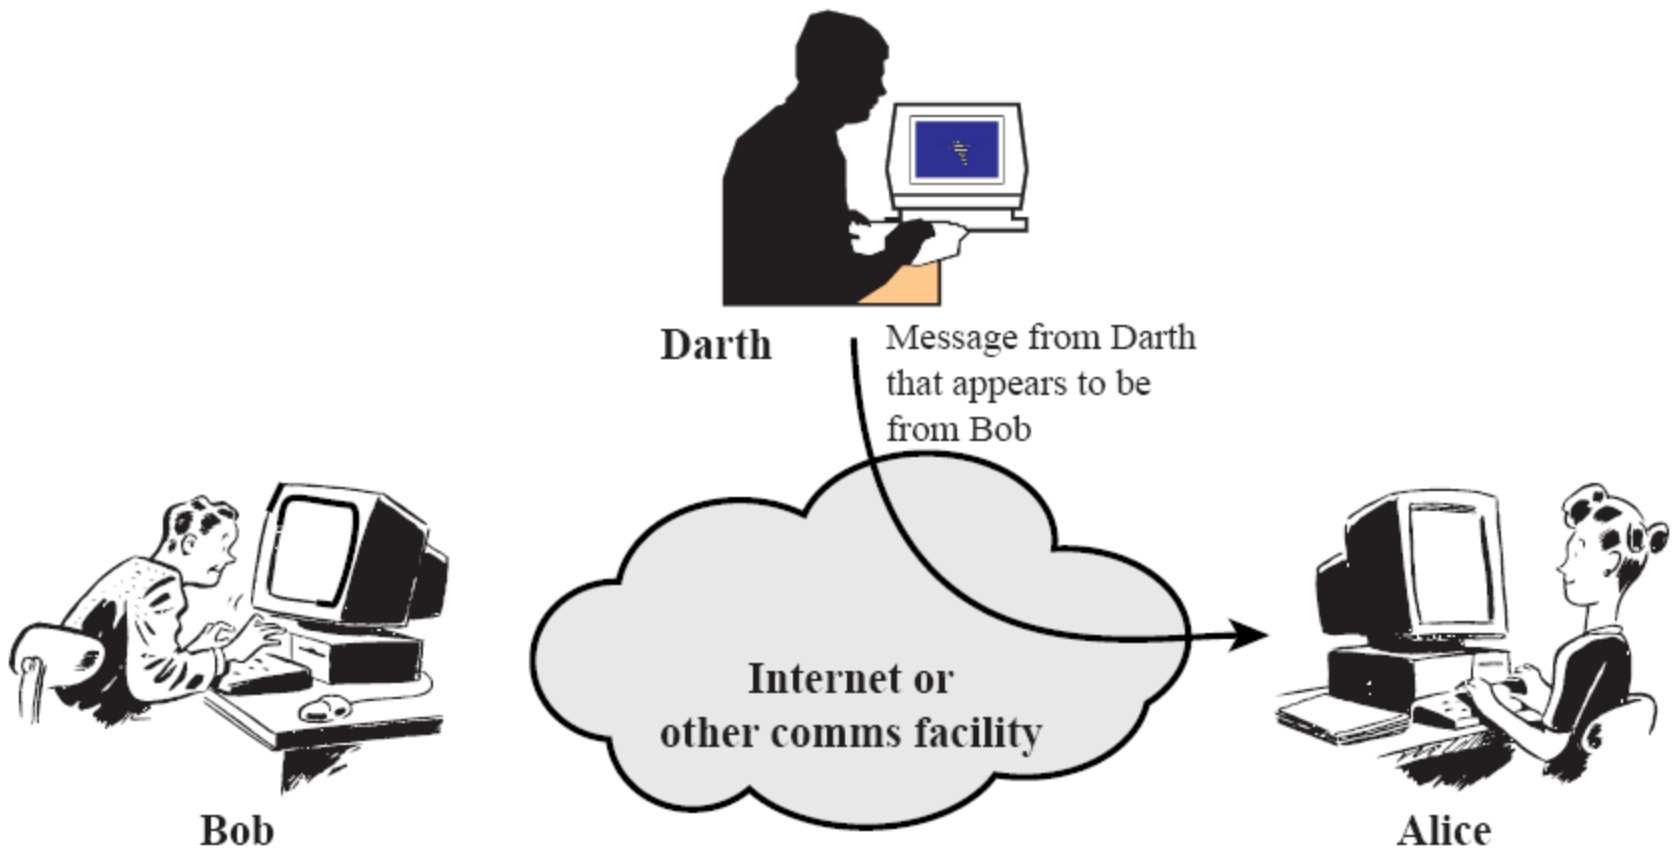 Darth
Message from Darth
that appears to be
from Bob
Internet or
other comms facility
Bob
Alice